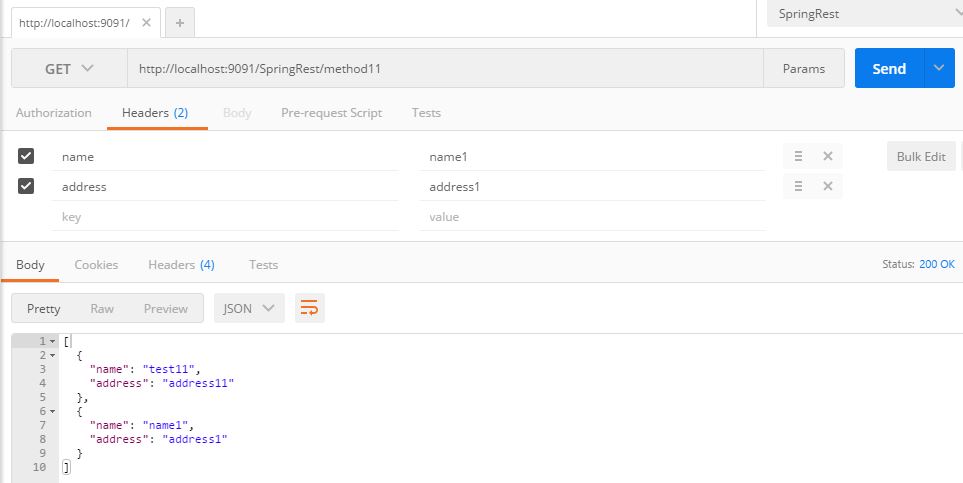 http://localhost:9091/ × + SpringRest
GET http://localhost:9091/SpringRest/method11 Params Send
Authorization Headers (2) Body Pre-request Script Tests
name name1 Bulk Edit
address address1
key value
Body Cookies Headers (4) Tests Status: 200 OK
Pretty Raw Preview JSON
1 [
2 {
3 "name": "test11",
4 "address": "address11"
5 },
6 {
7 "name": "name1",
8 "address": "address1"
9 }
10 ]